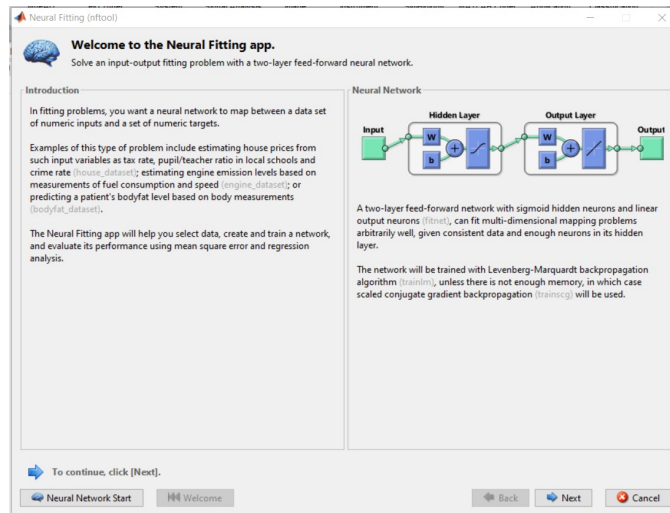 Neural Fitting (nftool)
Welcome to the Neural Fitting app.
Solve an input-output fitting problem with a two-layer feed-forward neural network.
Introduction
In fitting problems, you want a neural network to map between a data set
of numeric inputs and a set of numeric targets.
Examples of this type of problem include estimating house prices from
such input variables as tax rate, pupil/teacher ratio in local schools and
crime rate (house_dataset); estimating engine emission levels based on
measurements of fuel consumption and speed (engine_dataset); or
predicting a patient's bodyfat level based on body measurements
(bodyfat_dataset).
The Neural Fitting app will help you select data, create and train a network,
and evaluate its performance using mean square error and regression
analysis.
Neural Network
Hidden Layer
Output Layer
Input
Output
W
b
W
b
A two-layer feed-forward network with sigmoid hidden neurons and linear
output neurons (fitnet), can fit multi-dimensional mapping problems
arbitrarily well, given consistent data and enough neurons in its hidden
layer.
The network will be trained with Levenberg-Marquardt backpropagation
algorithm (trainlm), unless there is not enough memory, in which case
scaled conjugate gradient backpropagation (trainscg) will be used.
To continue, click [Next].
Neural Network Start
Welcome
Back
Next
Cancel